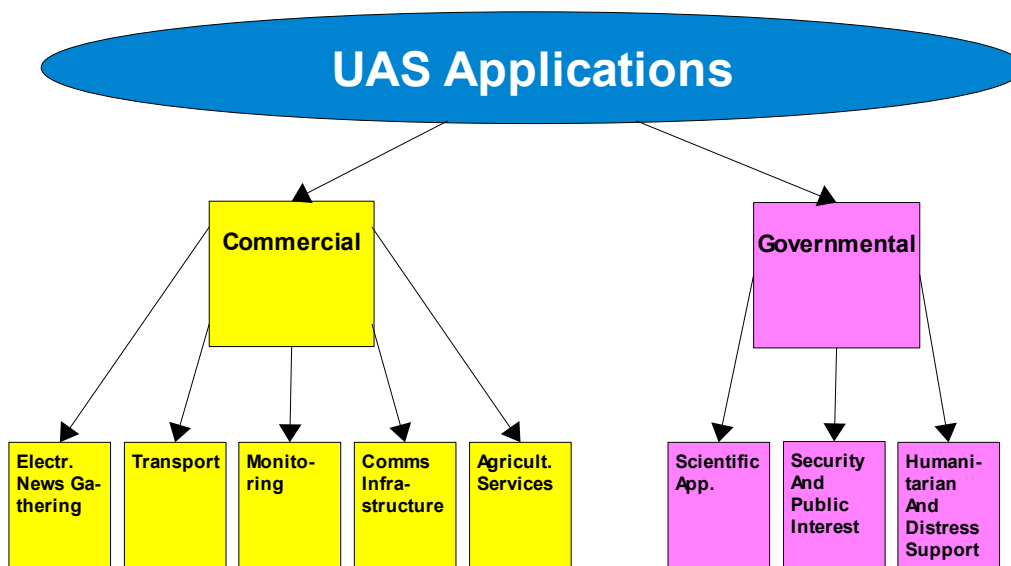 UAS Applications
Commercial
Governmental
Electr.
News Ga-
thering
Transport
Monito-
ring
Comms
Infra-
structure
Agricult.
Services
Scientific
App.
Security
And
Public
Interest
Humani-
tarian
And
Distress
Support